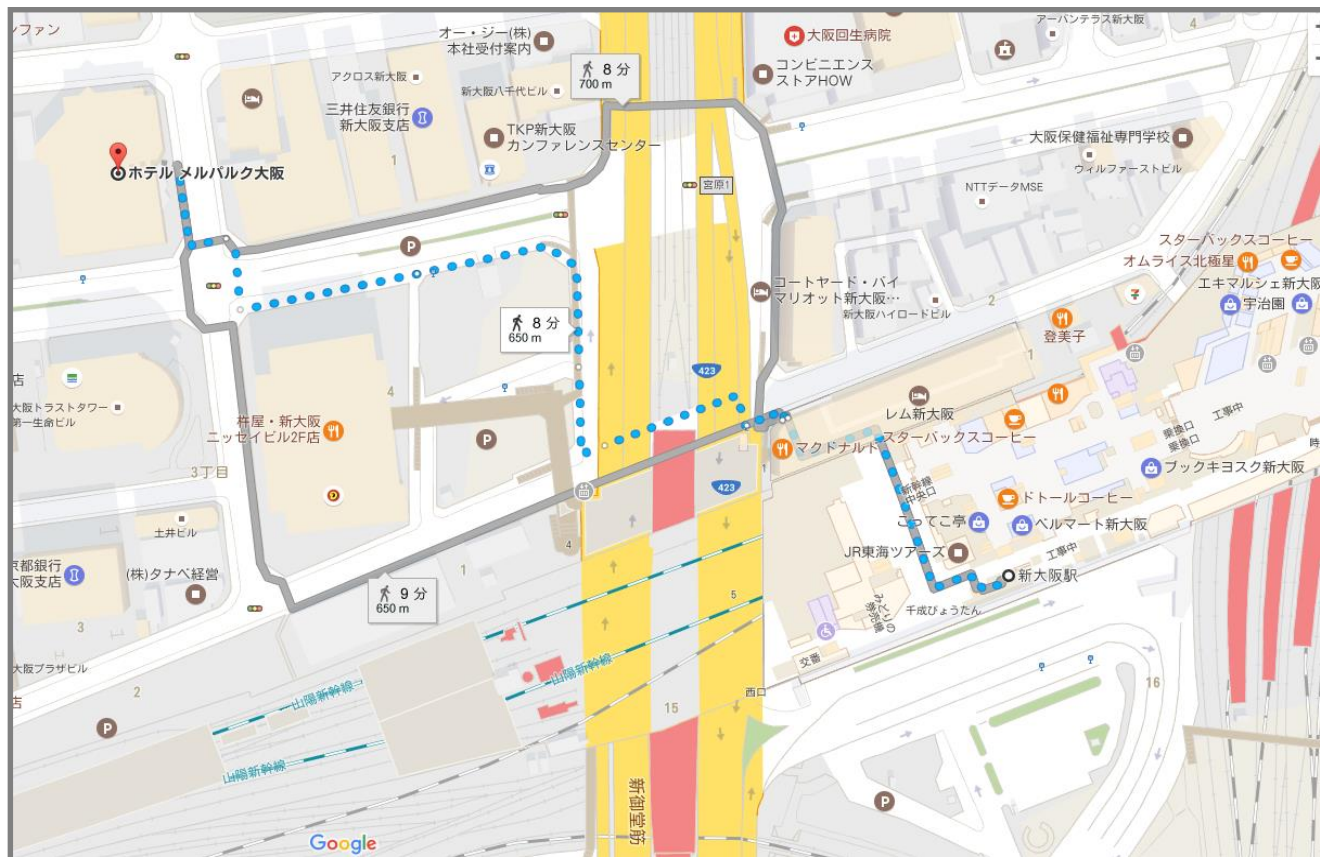 ンファン
オー・ジー(株)
本社受付案内
大阪回生病院
アーバンテラス新大阪
4
8 分
700 m
コンビニエンス
ストアHOW
アクロス新大阪
新大阪八千代ビル
三井住友銀行
新大阪支店
TKP新大阪
カンファレンスセンター
1
大阪保健福祉専門学校
ウィルファーストビル
ホテル メルパルク大阪
宮原1
NTTデータMSE
P
スターバックスコーヒー
オムライス北極星
エキマルシェ新大阪
宇治園
コートヤード・バイ
マリオット新大阪…
新大阪ハイロードビル
2
8 分
650 m
登美子
1
423
4
店
大阪トラストタワー
第一生命ビル
杵屋・新大阪
ニッセイビル2F店
P
レム新大阪
スターバックスコーヒー
マクドナルド
工事中
乗換口
乗換口
時
3丁目
1
423
ブックキヨスク新大阪
新幹線
中央口
ドトールコーヒー
こってこ亭
ベルマート新大阪
土井ビル
4
JR東海ツアーズ
工事中
京都銀行
大阪支店
(株)タナベ経営
9 分
650 m
1
5
新大阪駅
みどりの
券売機
千成びょうたん
3
大阪プラザビル
2
交番
西口
山陽新幹線
山陽新幹線
15
16
店
P
山陽新幹線
新御堂筋
P
Google